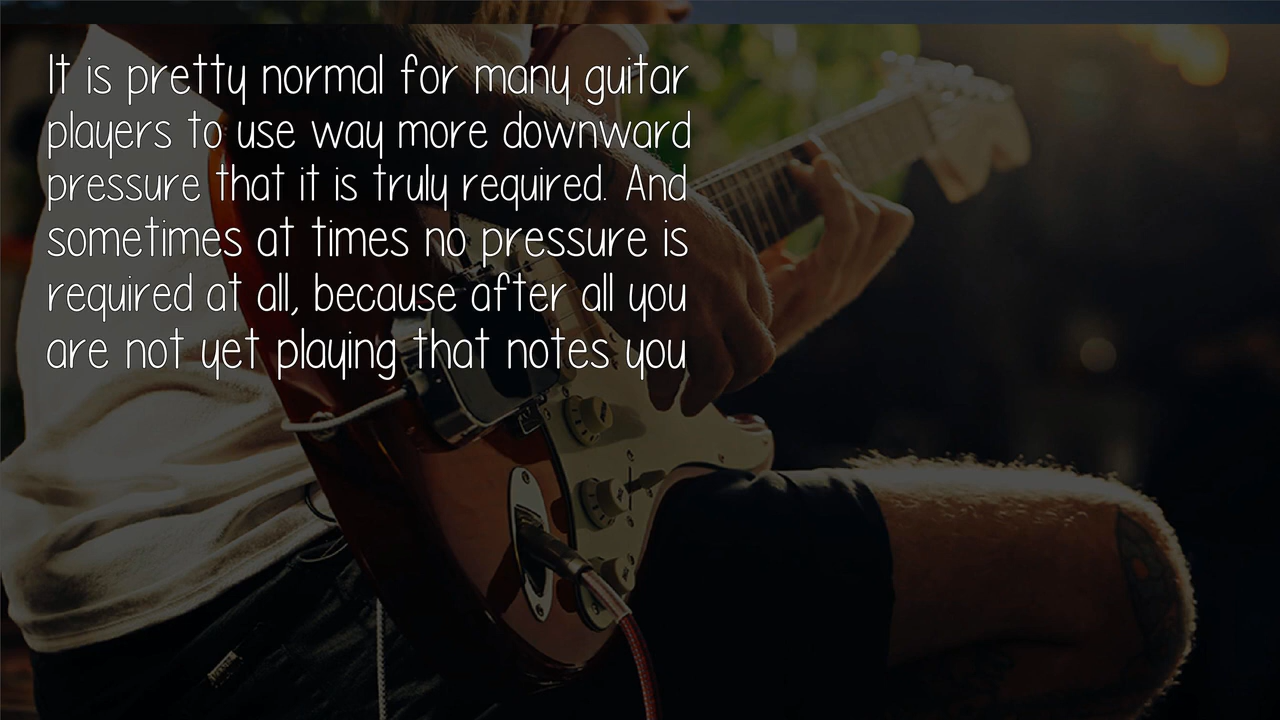 It is pretty normal for many guitar
players to use way more downward
pressure that it is truly required. And
sometimes at times no pressure is
required at all, because after all you
are not yet playing that notes you